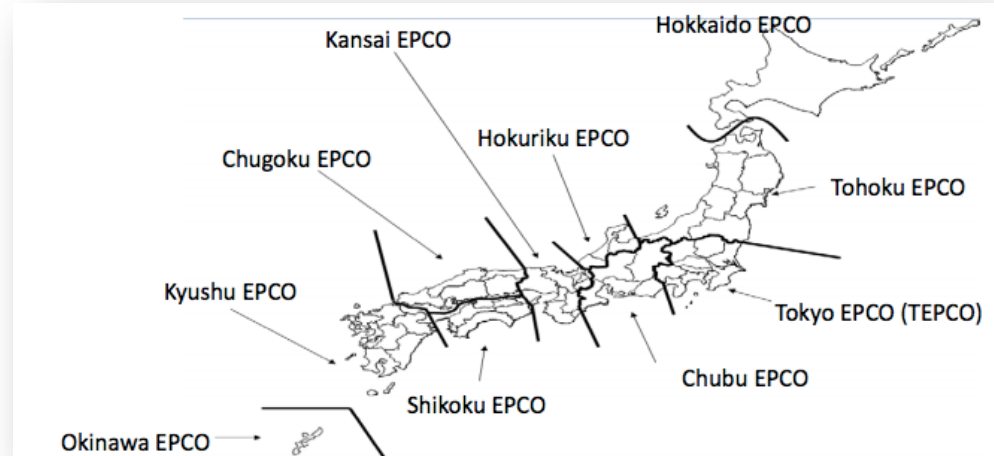 Hokkaido EPCO
Kansai EPCO
Hokuriku EPCO
Chugoku EPCO
Tohoku EPCO
Kyushu EPCO
Tokyo EPCO (TEPCO)
Chubu EPCO
Shikoku EPCO
Okinawa EPCO